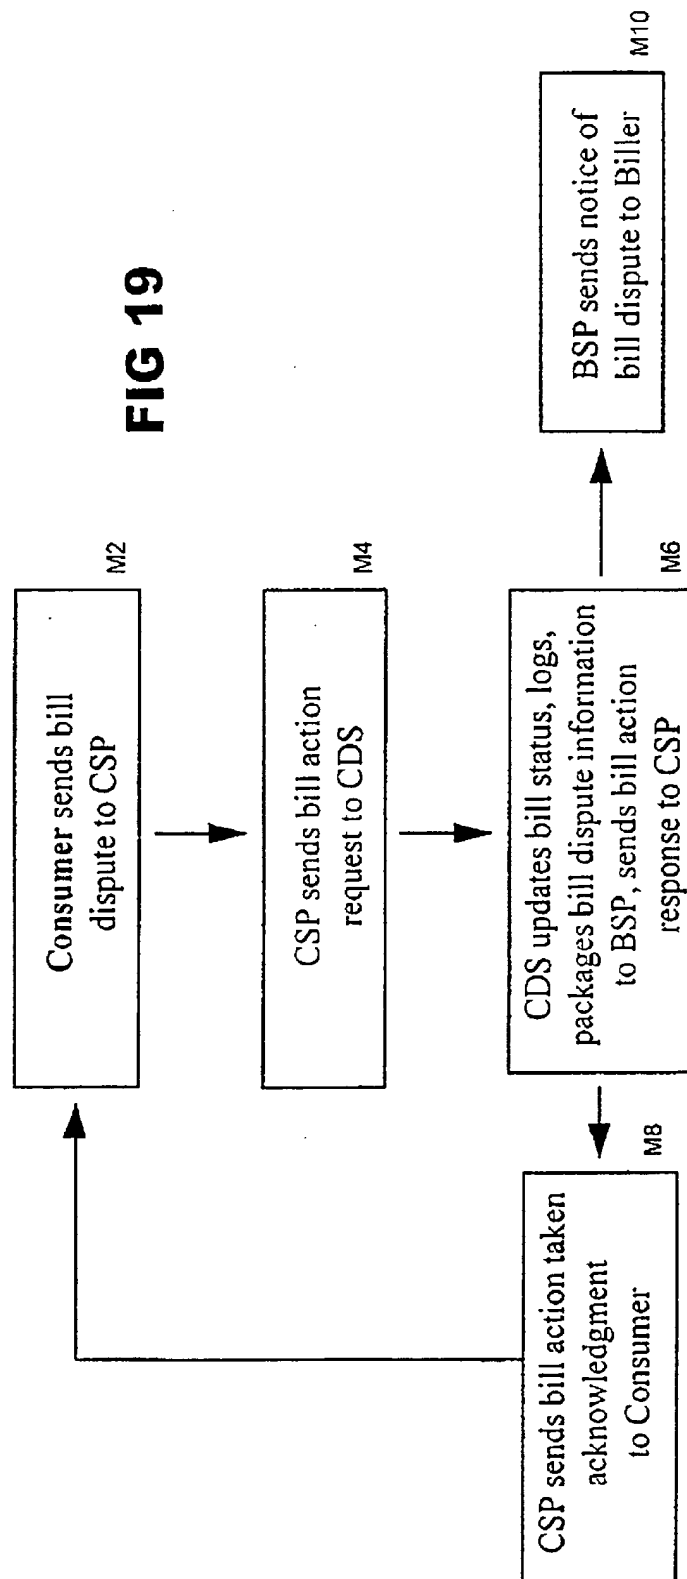 FIG 19
Consumer sends bill
dispute to CSP
M2
CSP sends bill action
request to CDS
M4
CDS updates bill status, logs,
packages bill dispute information
to BSP, sends bill action
response to CSP
M6
CSP sends bill action taken
acknowledgment
to Consumer
M8
BSP sends notice of
bill dispute to Biller
M10